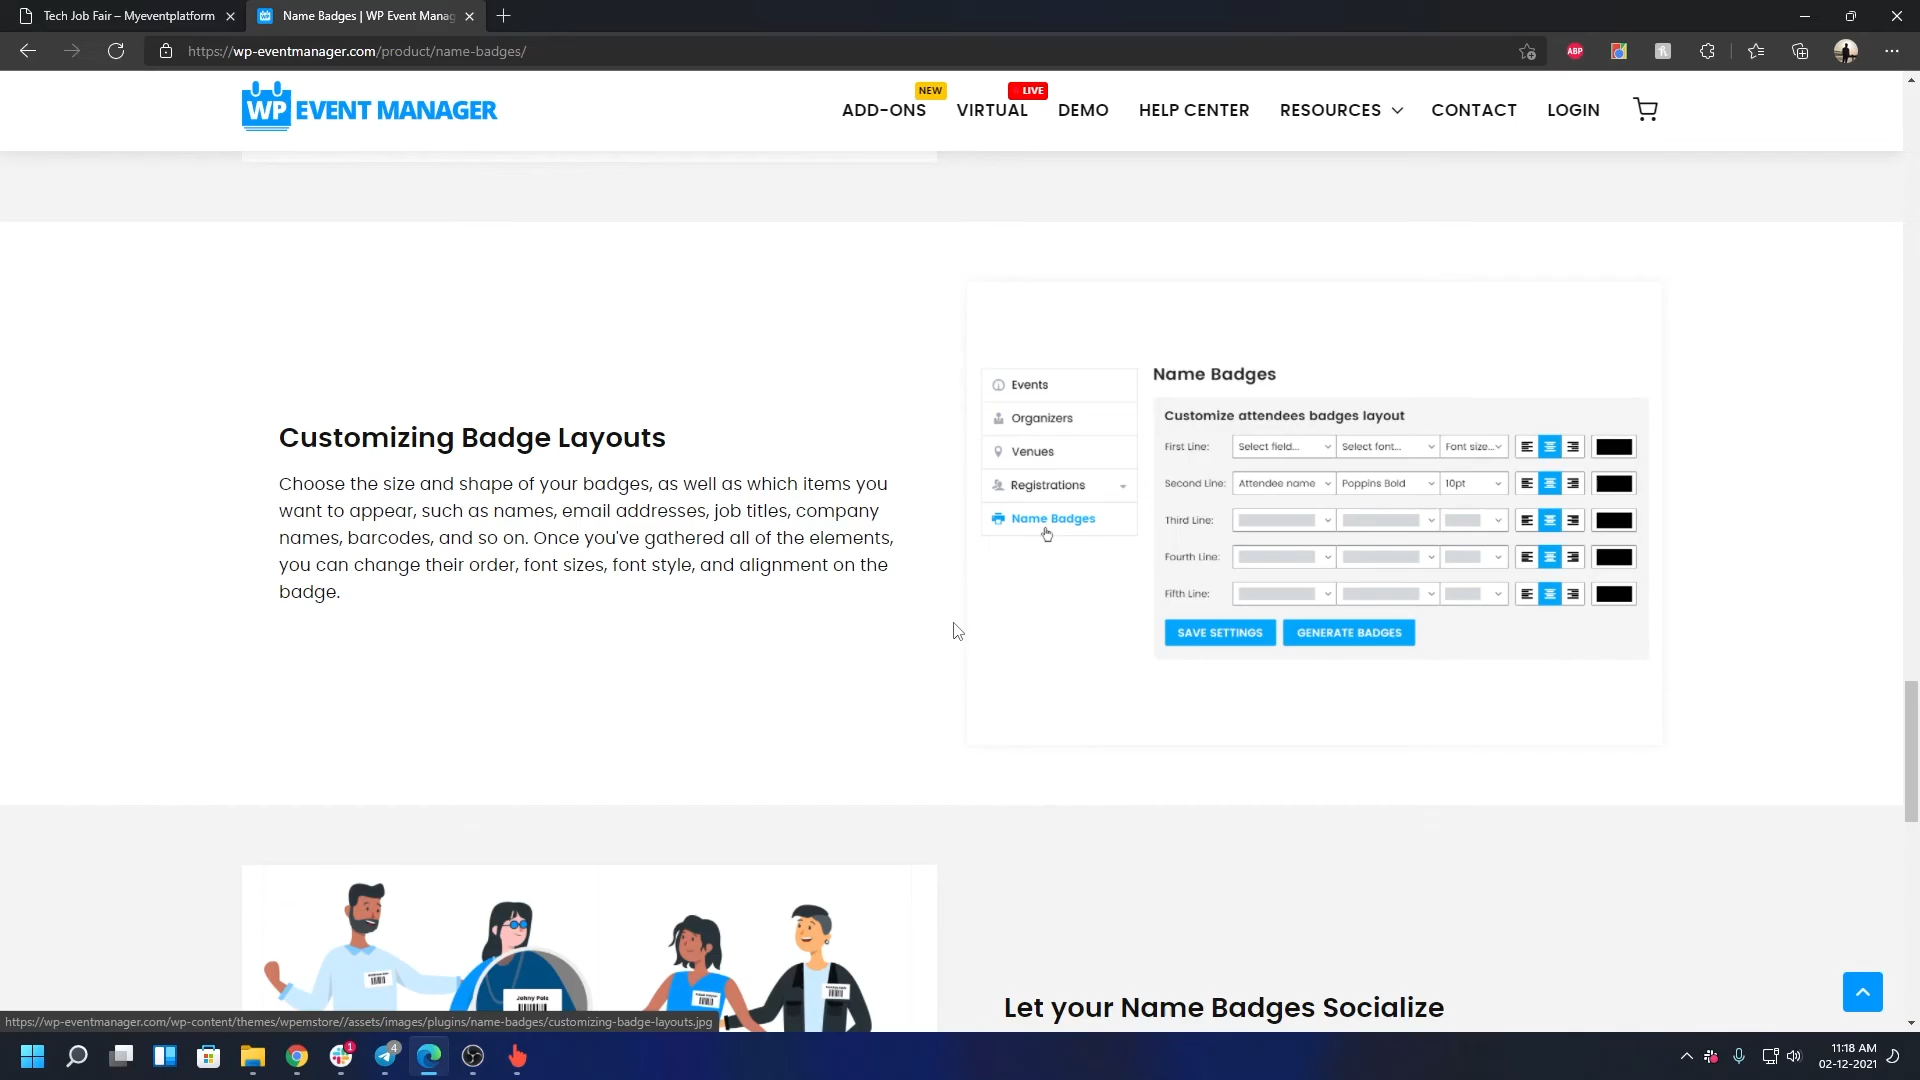 Tech Job Fair – Myeventplatform
Name Badges | WP Event Manag
https://wp-eventmanager.com/product/name-badges/
ABP
WP EVENT MANAGER
ADD-ONS
NEW
VIRTUAL
LIVE
DEMO
HELP CENTER
RESOURCES
CONTACT
LOGIN
Customizing Badge Layouts
Choose the size and shape of your badges, as well as which items you
want to appear, such as names, email addresses, job titles, company
names, barcodes, and so on. Once you've gathered all of the elements,
you can change their order, font sizes, font style, and alignment on the
badge.
Events
Organizers
Venues
Registrations
Name Badges
Name Badges
Customize attendees badges layout
First Line: Select field... Select font... Font size...
Second Line: Attendee name Poppins Bold 10pt
Third Line:
Fourth Line:
Fifth Line:
SAVE SETTINGS GENERATE BADGES
Johny Pols
Let your Name Badges Socialize
https://wp-eventmanager.com/wp-content/themes/wpemstore//assets/images/plugins/name-badges/customizing-badge-layouts.jpg
1
4
11:18 AM
02-12-2021